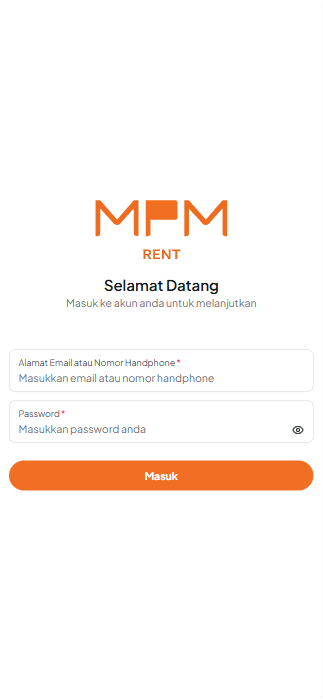 MPM
RENT
Selamat Datang
Masuk ke akun anda untuk melanjutkan
Alamat Email atau Nomor Handphone *
Masukkan email atau nomor handphone
Password *
Masukkan password anda
Masuk